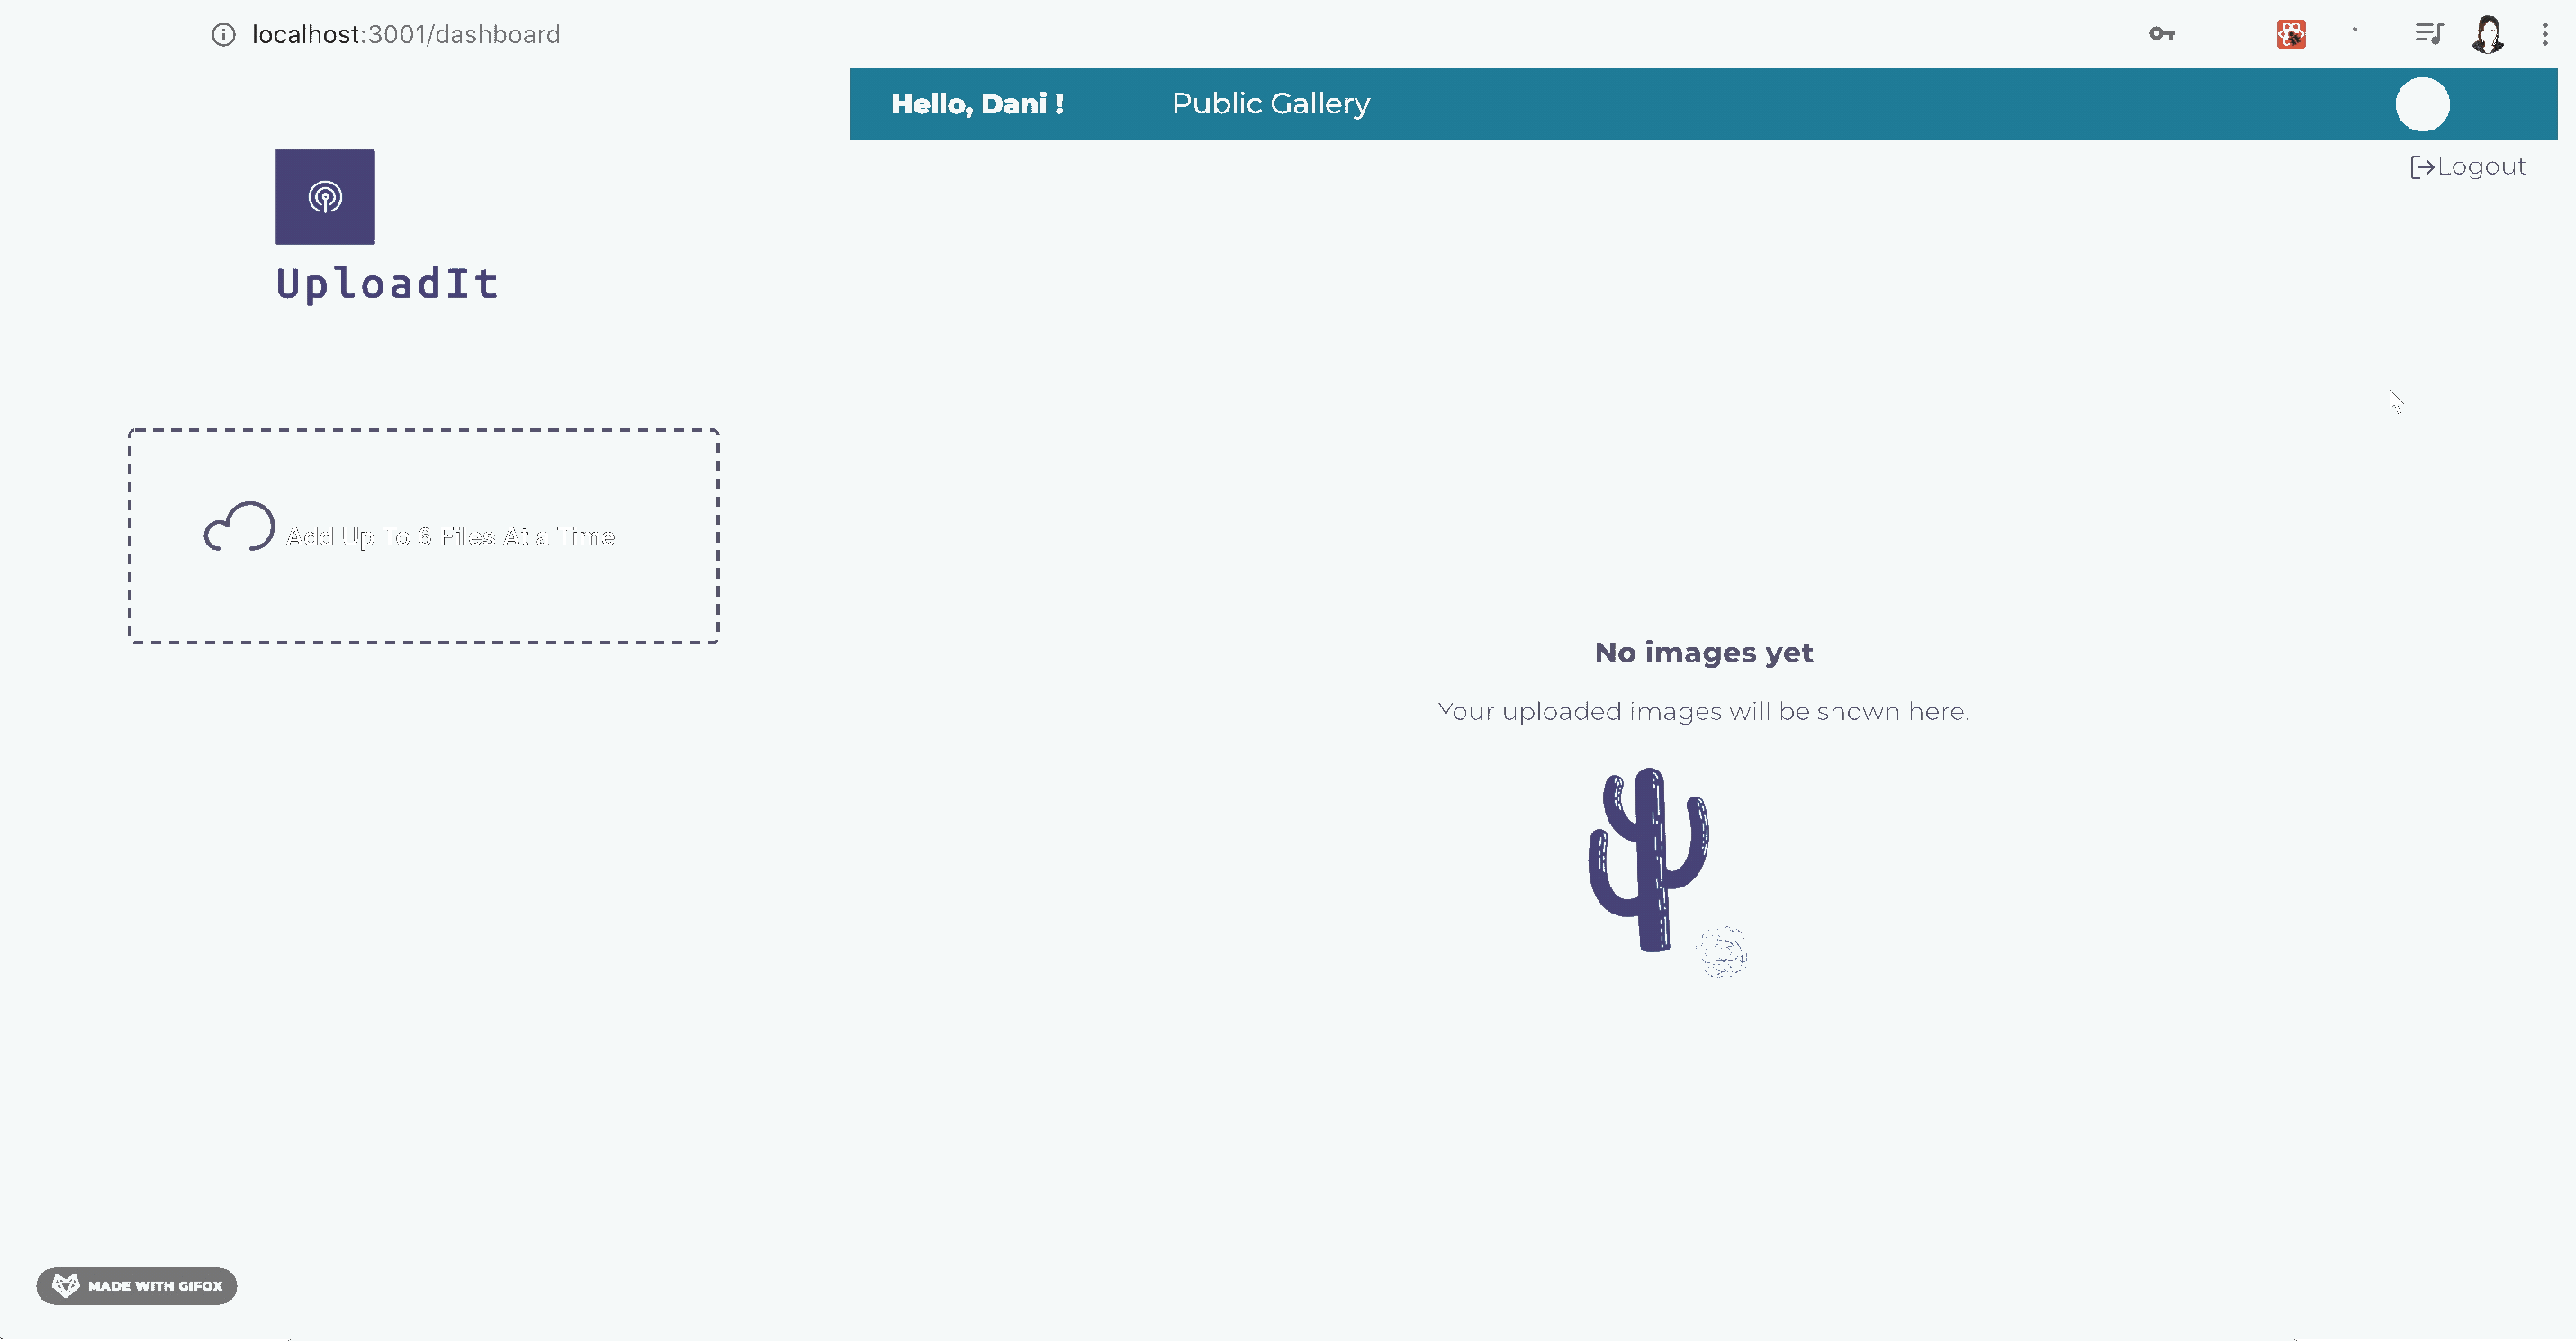 localhost:3001/dashboard
Hello, Dani !
Public Gallery
Logout
UploadIt
Add Up To 6 Files At a Time
No images yet
Your uploaded images will be shown here.
MADE WITH GIFOX